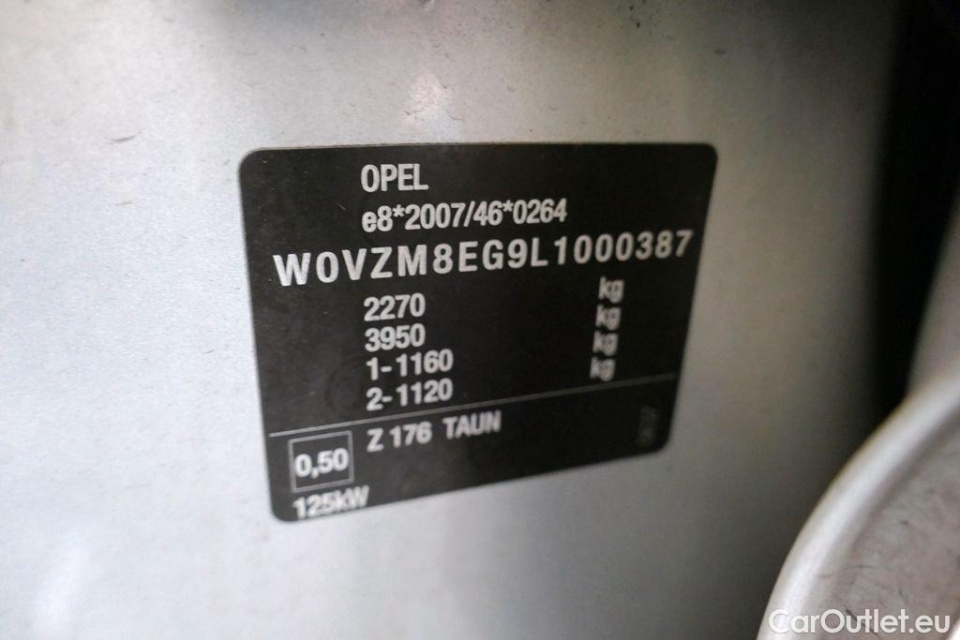 OPEL
e8*2007/46*0264
W0VZM8EG9L1000387
2270 kg
3950 kg
1-1160 kg
2-1120 kg
Z 176 TAUN
0,50
125kW
CarOutlet.eu